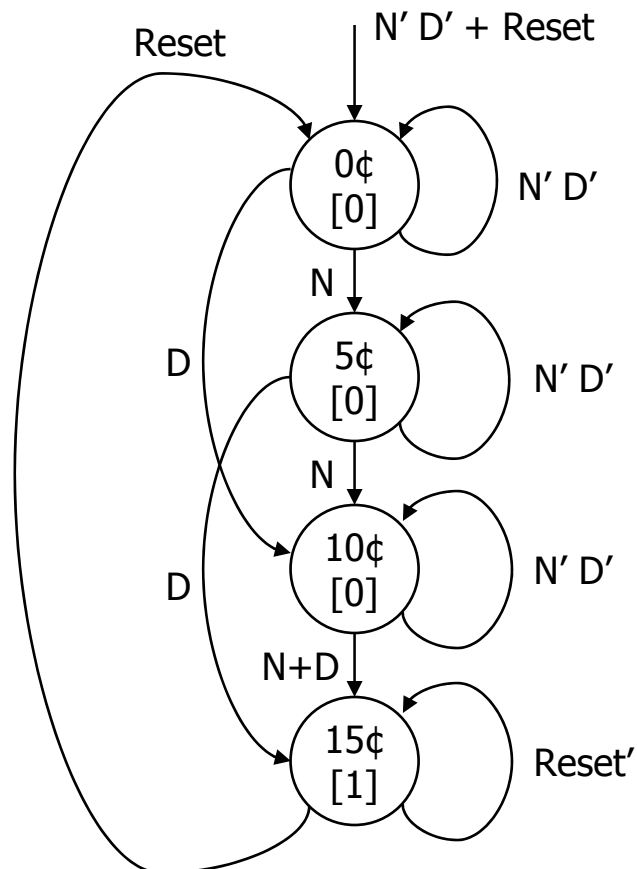 N’ D’ + Reset
Reset
0¢
[0]
N’ D’
N
D
5¢
[0]
N’ D’
N
D
10¢
[0]
N’ D’
N+D
15¢
[1]
Reset’